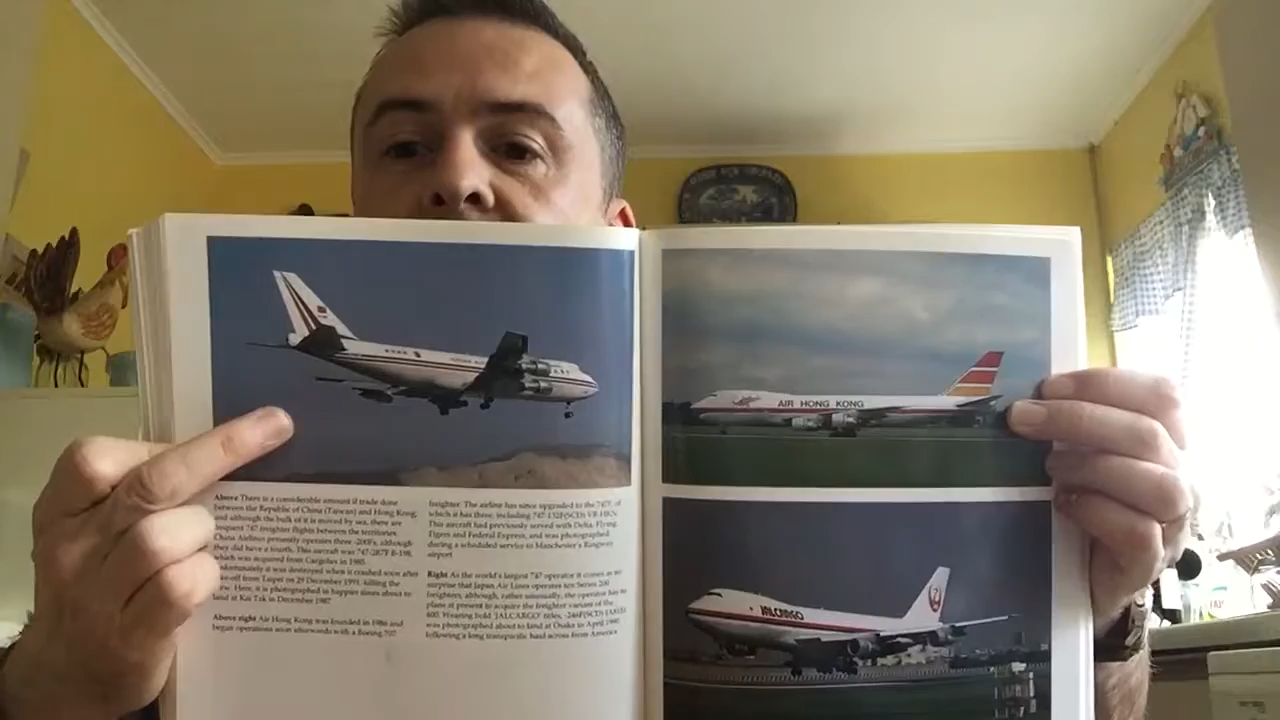 Above There is a considerable amount if trade done
between the Republic of China (Taiwan) and Hong Kong,
and although the bulk of it is moved by sea, there are
frequent 747 freighter flights between the territories.
China Airlines presently operates three -200Fs, although
they did have a fourth. This aircraft was 747-2R7F B-198,
which was acquired from Cargolux in 1985.
Unfortunately it was destroyed when it crashed soon after
take-off from Taipei on 29 December 1991, killing the
crew. Here, it is photographed in happier times about to
land at Kai Tak in December 1987
Above right Air Hong Kong was founded in 1986 and
began operations soon afterwards with a Boeing 707
freighter. The airline has since upgraded to the 747F, of
which it has three, including 747-132F(SCD) VR-HKN.
This aircraft had previously served with Delta, Flying
Tigers and Federal Express, and was photographed
during a scheduled service to Manchester's Ringway
airport
Right As the world's largest 747 operator it comes as no
surprise that Japan Air Lines operates ten Series 200
freighters, although, rather unusually, the operator has no
plans at present to acquire the freighter variant of the
400. Wearing bold 'JALCARGO' titles, -246F(SCD)
was photographed about to land at Osaka in April 1990
following a long transpacific haul across from America
AIR HONG KONG
JALCARGO